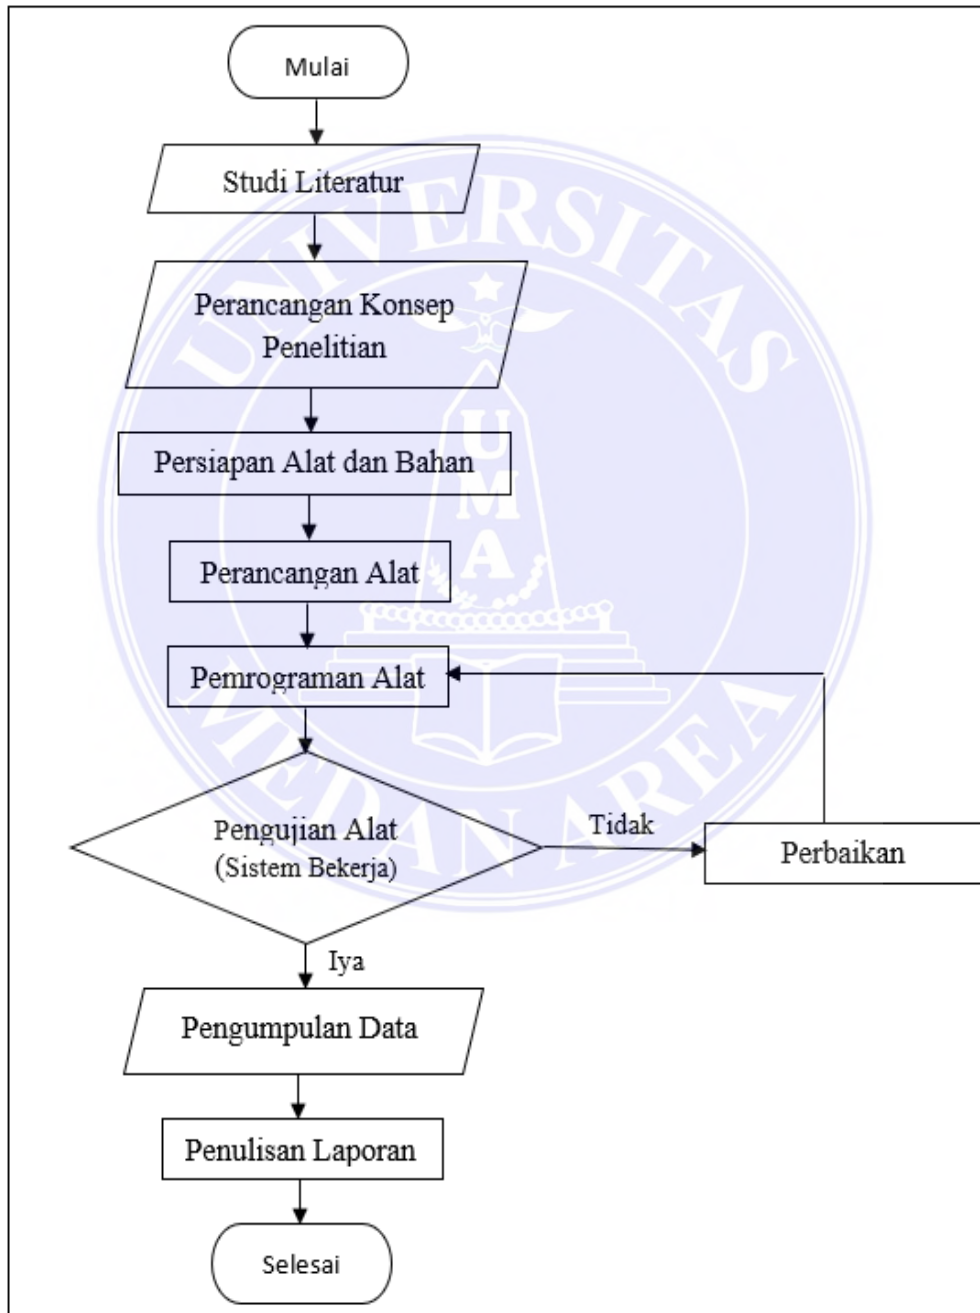 Mulai
Studi Literatur
Perancangan Konsep
Penelitian
Persiapan Alat dan Bahan
Perancangan Alat
Pemrograman Alat
Pengujian Alat
(Sistem Bekerja)
Tidak
Perbaikan
Iya
Pengumpulan Data
Penulisan Laporan
Selesai
UNIVERSITAS
UMA
MEDAN AREA